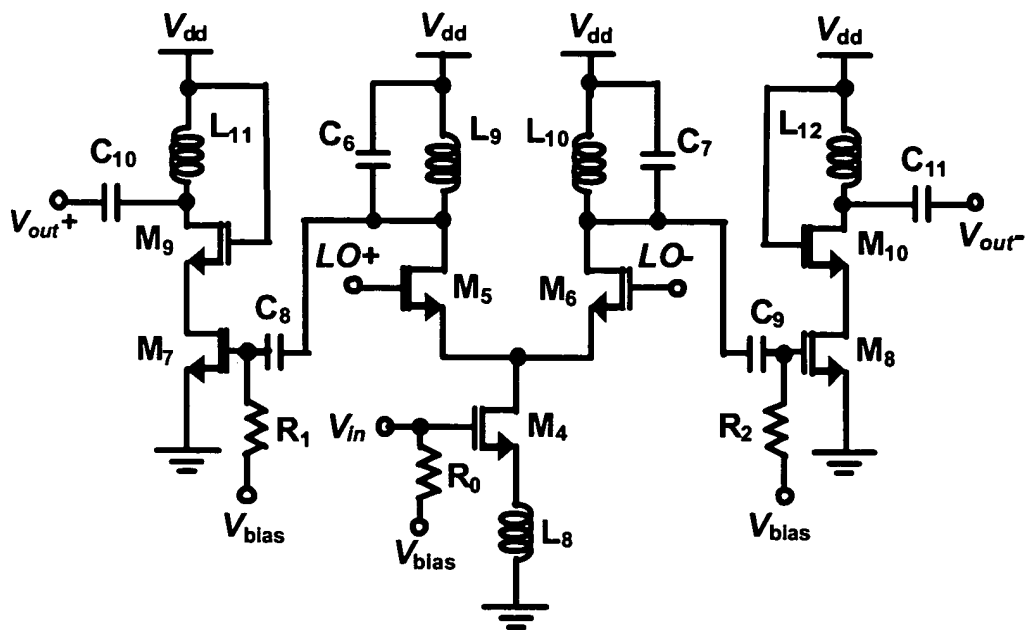 Vdd Vdd Vdd Vdd
L11 C6 L9 L10 C7 L12
C10 C11
Vout+ Vout-
M9 LO+ LO- M10
M5 M6
C8 C9
M7 M8
R1 Vin M4 R2
R0
Vbias Vbias Vbias
L8